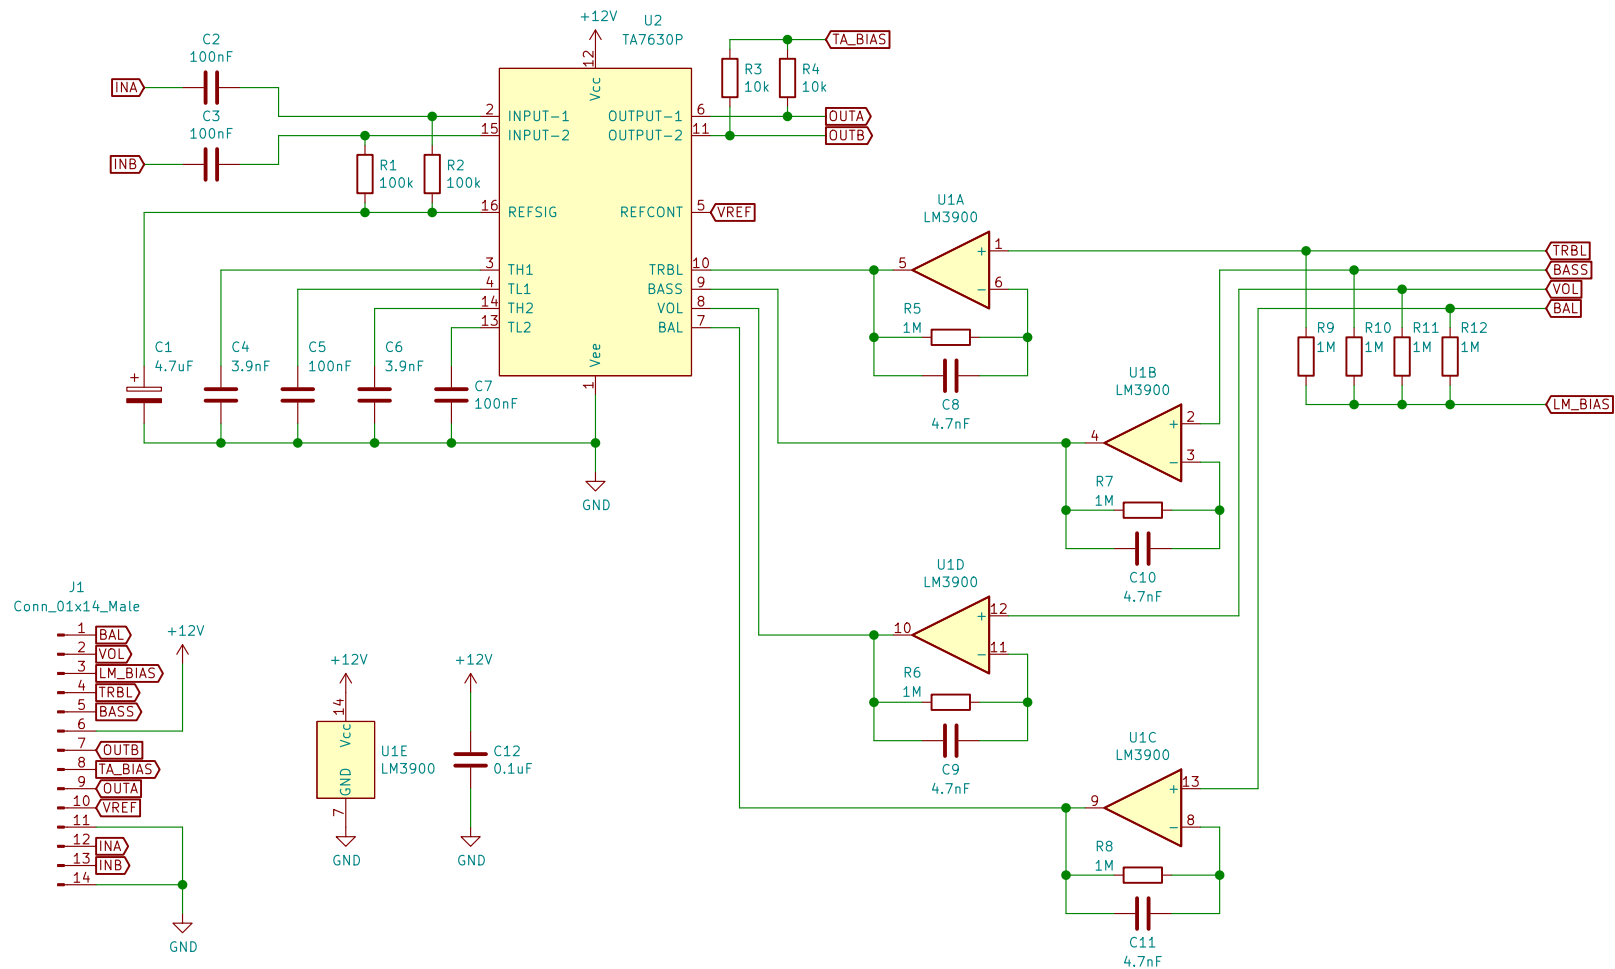 +12V
U2
TA7630P
12
Vcc
C2
100nF
INA
C3
100nF
INB
2
INPUT-1
15
INPUT-2
R1
100k
R2
100k
16
REFSIG
OUTPUT-1
6
OUTPUT-2
11
R3
10k
R4
10k
TA_BIAS
OUTA
OUTB
REFCONT
5
VREF
3
TH1
4
TL1
14
TH2
13
TL2
TRBL
10
BASS
9
VOL
8
BAL
7
Vee
1
GND
C1
4.7uF
+
C4
3.9nF
C5
100nF
C6
3.9nF
C7
100nF
U1A
LM3900
+
1
5
-
6
R5
1M
C8
4.7nF
TRBL
BASS
VOL
BAL
R9
1M
R10
1M
R11
1M
R12
1M
LM_BIAS
U1B
LM3900
+
2
4
-
3
R7
1M
C10
4.7nF
U1D
LM3900
+
12
10
-
11
R6
1M
C9
4.7nF
U1C
LM3900
+
13
9
-
8
R8
1M
C11
4.7nF
J1
Conn_01x14_Male
1 BAL
2 VOL
3 LM_BIAS
4 TRBL
5 BASS
6
7 OUTB
8 TA_BIAS
9 OUTA
10 VREF
11
12 INA
13 INB
14
+12V
GND
+12V
14
Vcc
U1E
LM3900
GND
7
GND
+12V
C12
0.1uF
GND